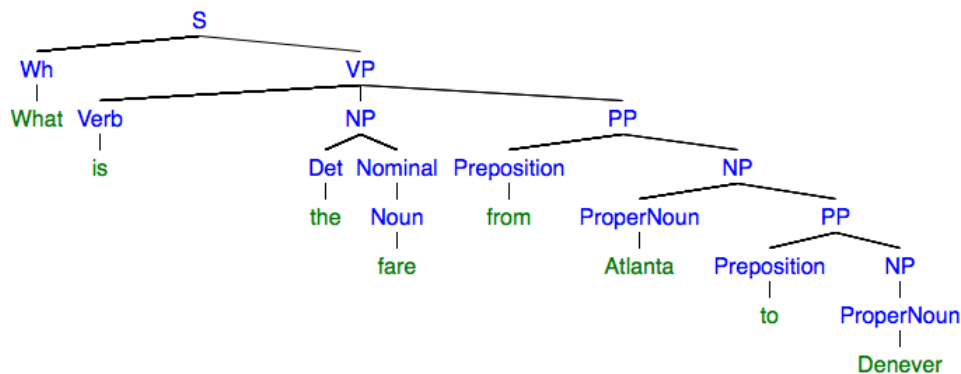 S
Wh VP
What Verb NP PP
is Det Nominal Preposition NP
the Noun from ProperNoun PP
fare Atlanta Preposition NP
to ProperNoun
Denever